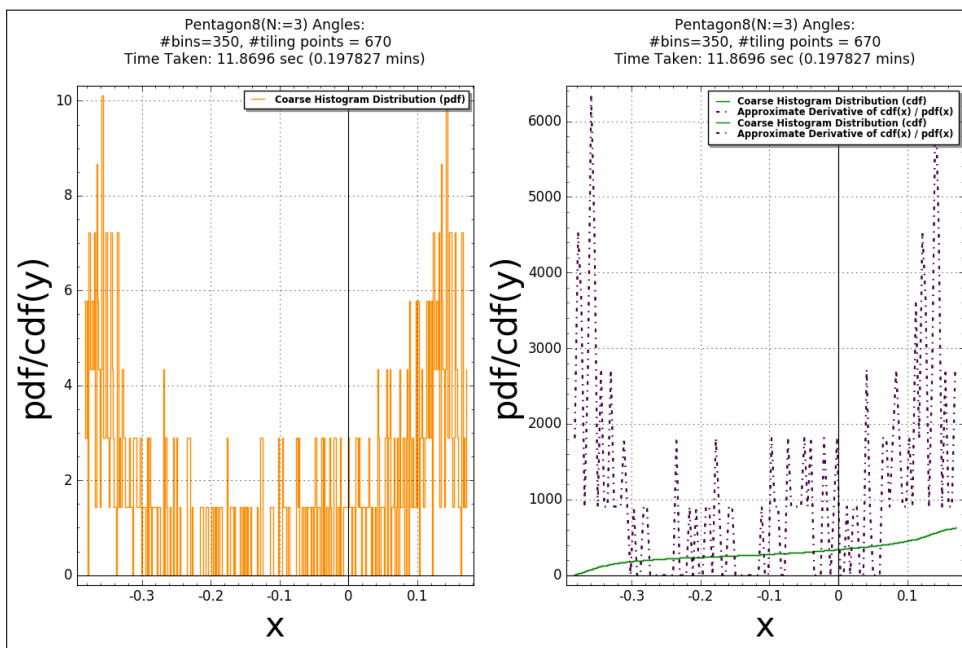 Pentagon8(N:=3) Angles:
#bins=350, #tiling points = 670
Time Taken: 11.8696 sec (0.197827 mins)
Coarse Histogram Distribution (pdf)
10
8
6
4
2
0
-0.3
-0.2
-0.1
0
0.1
pdf/cdf(y)
x
Pentagon8(N:=3) Angles:
#bins=350, #tiling points = 670
Time Taken: 11.8696 sec (0.197827 mins)
Coarse Histogram Distribution (cdf)
Approximate Derivative of cdf(x) / pdf(x)
Coarse Histogram Distribution (cdf)
Approximate Derivative of cdf(x) / pdf(x)
6000
5000
4000
3000
2000
1000
0
-0.3
-0.2
-0.1
0
0.1
pdf/cdf(y)
x